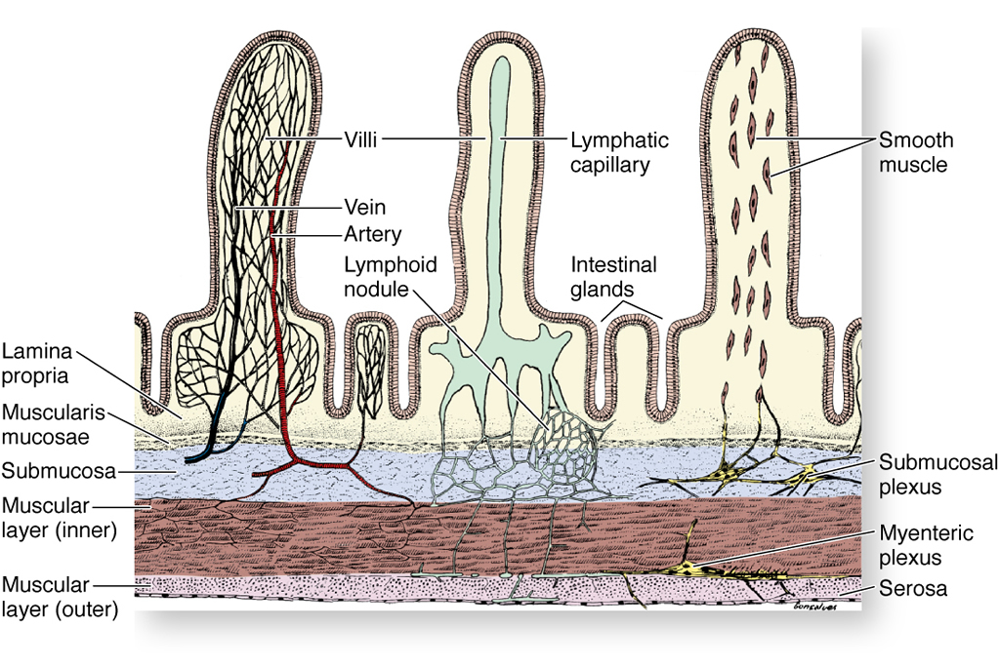 Villi
Lymphatic
capillary
Smooth
muscle
Vein
Artery
Lymphoid
nodule
Intestinal
glands
Lamina
propria
Muscularis
mucosae
Submucosa
Submucosal
plexus
Muscular
layer (inner)
Myenteric
plexus
Muscular
layer (outer)
Serosa